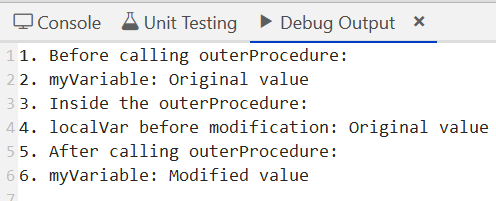 Console Unit Testing Debug Output ×
1 1. Before calling outerProcedure:
2 2. myVariable: Original value
3 3. Inside the outerProcedure:
4 4. localVar before modification: Original value
5 5. After calling outerProcedure:
6 6. myVariable: Modified value
7